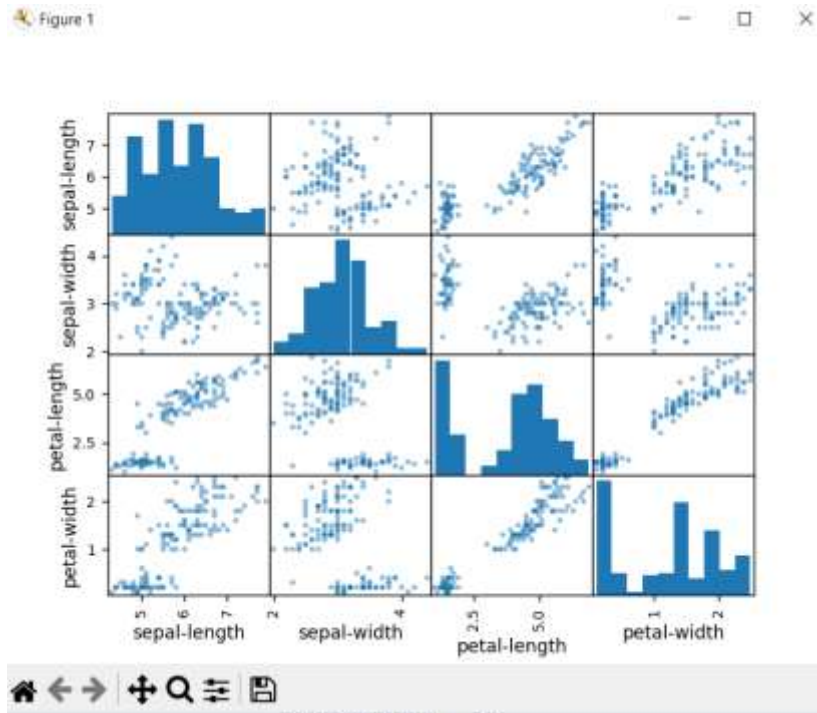 Figure 1
sepal-length
7
6
5
sepal-width
4
3
2
petal-length
5.0
2.5
petal-width
2
1
5 6 7 2 4 2.5 5.0 1 2
sepal-length sepal-width petal-length petal-width